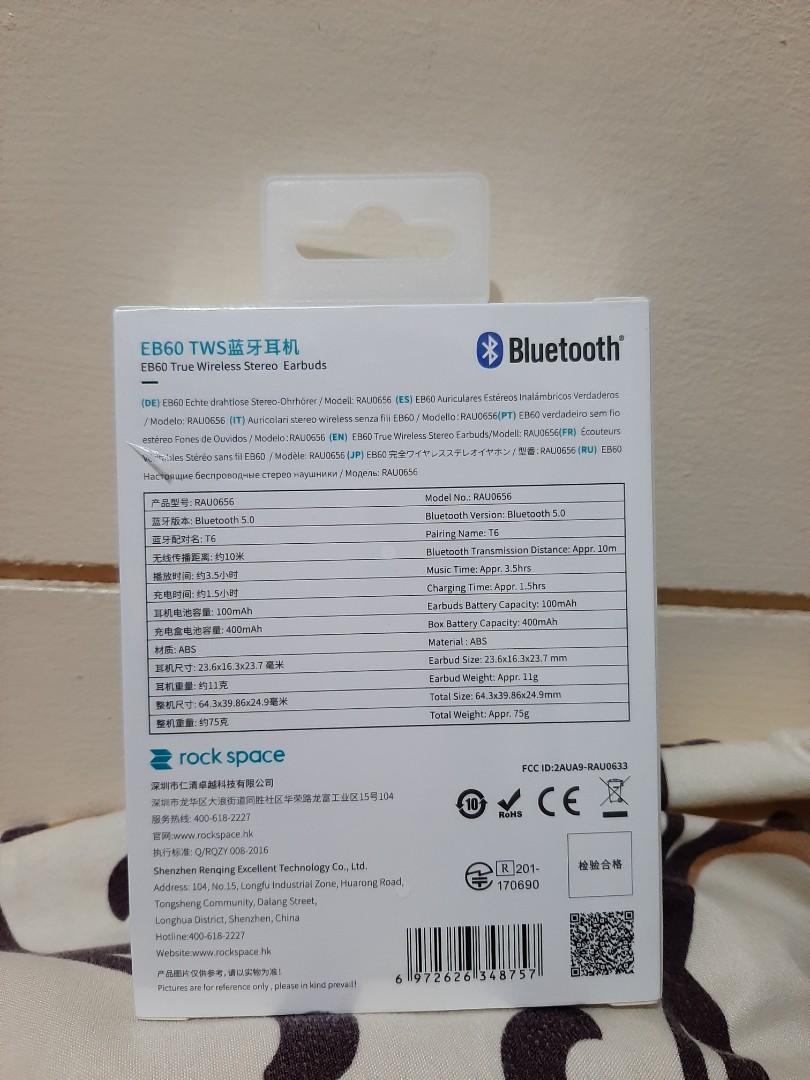 EB60 TWS蓝牙耳机
EB60 True Wireless Stereo Earbuds
Bluetooth®
(DE) EB60 Echte drahtlose Stereo-Ohrhörer / Modell: RAU0656 (ES) EB60 Auriculares Estéreos Inalámbricos Verdaderos
/ Modelo: RAU0656 (IT) Auricolari stereo wireless senza fili EB60 / Modello:RAU0656(PT) EB60 verdadeiro sem fio
estéreo Fones de Ouvidos / Modelo:RAU0656 (EN) EB60 True Wireless Stereo Earbuds/Modell: RAU0656(FR) Écouteurs
Stéréo sans fil EB60 / Modèle: RAU0656 (JP) EB60 完全ワイヤレスステレオイヤホン / 型番:RAU0656 (RU) EB60
Настоящие беспроводные стерео наушники / Модель: RAU0656
产品型号: RAU0656 Model No.: RAU0656
蓝牙版本: Bluetooth 5.0 Bluetooth Version: Bluetooth 5.0
蓝牙配对名: T6 Pairing Name: T6
无线传播距离: 约10米 Bluetooth Transmission Distance: Appr. 10m
播放时间: 约3.5小时 Music Time: Appr. 3.5hrs
充电时间: 约1.5小时 Charging Time: Appr. 1.5hrs
耳机电池容量: 100mAh Earbuds Battery Capacity: 100mAh
充电盒电池容量: 400mAh Box Battery Capacity: 400mAh
材质: ABS Material : ABS
耳机尺寸: 23.6x16.3x23.7 毫米 Earbud Size: 23.6x16.3x23.7 mm
耳机重量: 约11克 Earbud Weight: Appr. 11g
整机尺寸: 64.3x39.86x24.9毫米 Total Size: 64.3x39.86x24.9mm
整机重量: 约75克 Total Weight: Appr. 75g
rock space
深圳市仁清卓越科技有限公司
深圳市龙华区大浪街道同胜社区华荣路龙富工业区15号104
服务热线: 400-618-2227
官网:www.rockspace.hk
执行标准: Q/RQZY 008-2016
Shenzhen Renqing Excellent Technology Co., Ltd.
Address: 104, No.15, Longfu Industrial Zone, Huarong Road,
Tongsheng Community, Dalang Street,
Longhua District, Shenzhen, China
Hotline:400-618-2227
Website:www.rockspace.hk
产品图片仅供参考,请以实物为准!
Pictures are for reference only , please in kind prevail!
FCC ID:2AUA9-RAU0633
10
RoHS
CE
R 201-
170690
检验合格
6 972626 348757